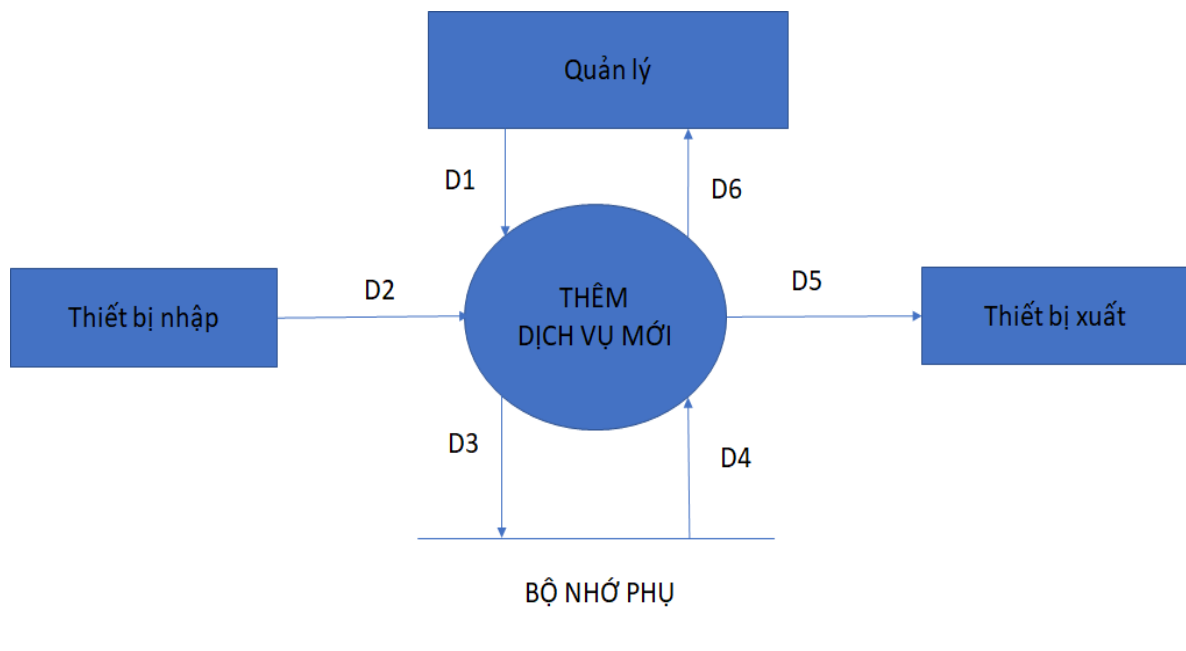 Quản lý
D1
D6
Thiết bị nhập
D2
THÊM
DỊCH VỤ MỚI
D5
Thiết bị xuất
D3
D4
BỘ NHỚ PHỤ